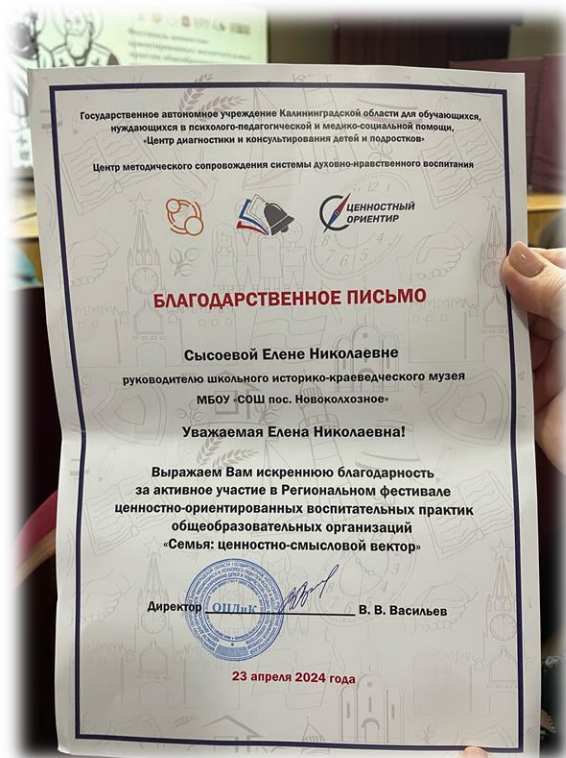 Государственное автономное учреждение Калининградской области для обучающихся,
нуждающихся в психолого-педагогической и медико-социальной помощи,
«Центр диагностики и консультирования детей и подростков»
Центр методического сопровождения системы духовно-нравственного воспитания
ЦЕННОСТНЫЙ
ОРИЕНТИР
БЛАГОДАРСТВЕННОЕ ПИСЬМО
Сысоевой Елене Николаевне
руководителю школьного историко-краеведческого музея
МБОУ «СОШ пос. Новоколхозное»
Уважаемая Елена Николаевна!
Выражаем Вам искреннюю благодарность
за активное участие в Региональном фестивале
ценностно-ориентированных воспитательных практик
общеобразовательных организаций
«Семья: ценностно-смысловой вектор»
Директор ОЦДиК В. В. Васильев
23 апреля 2024 года